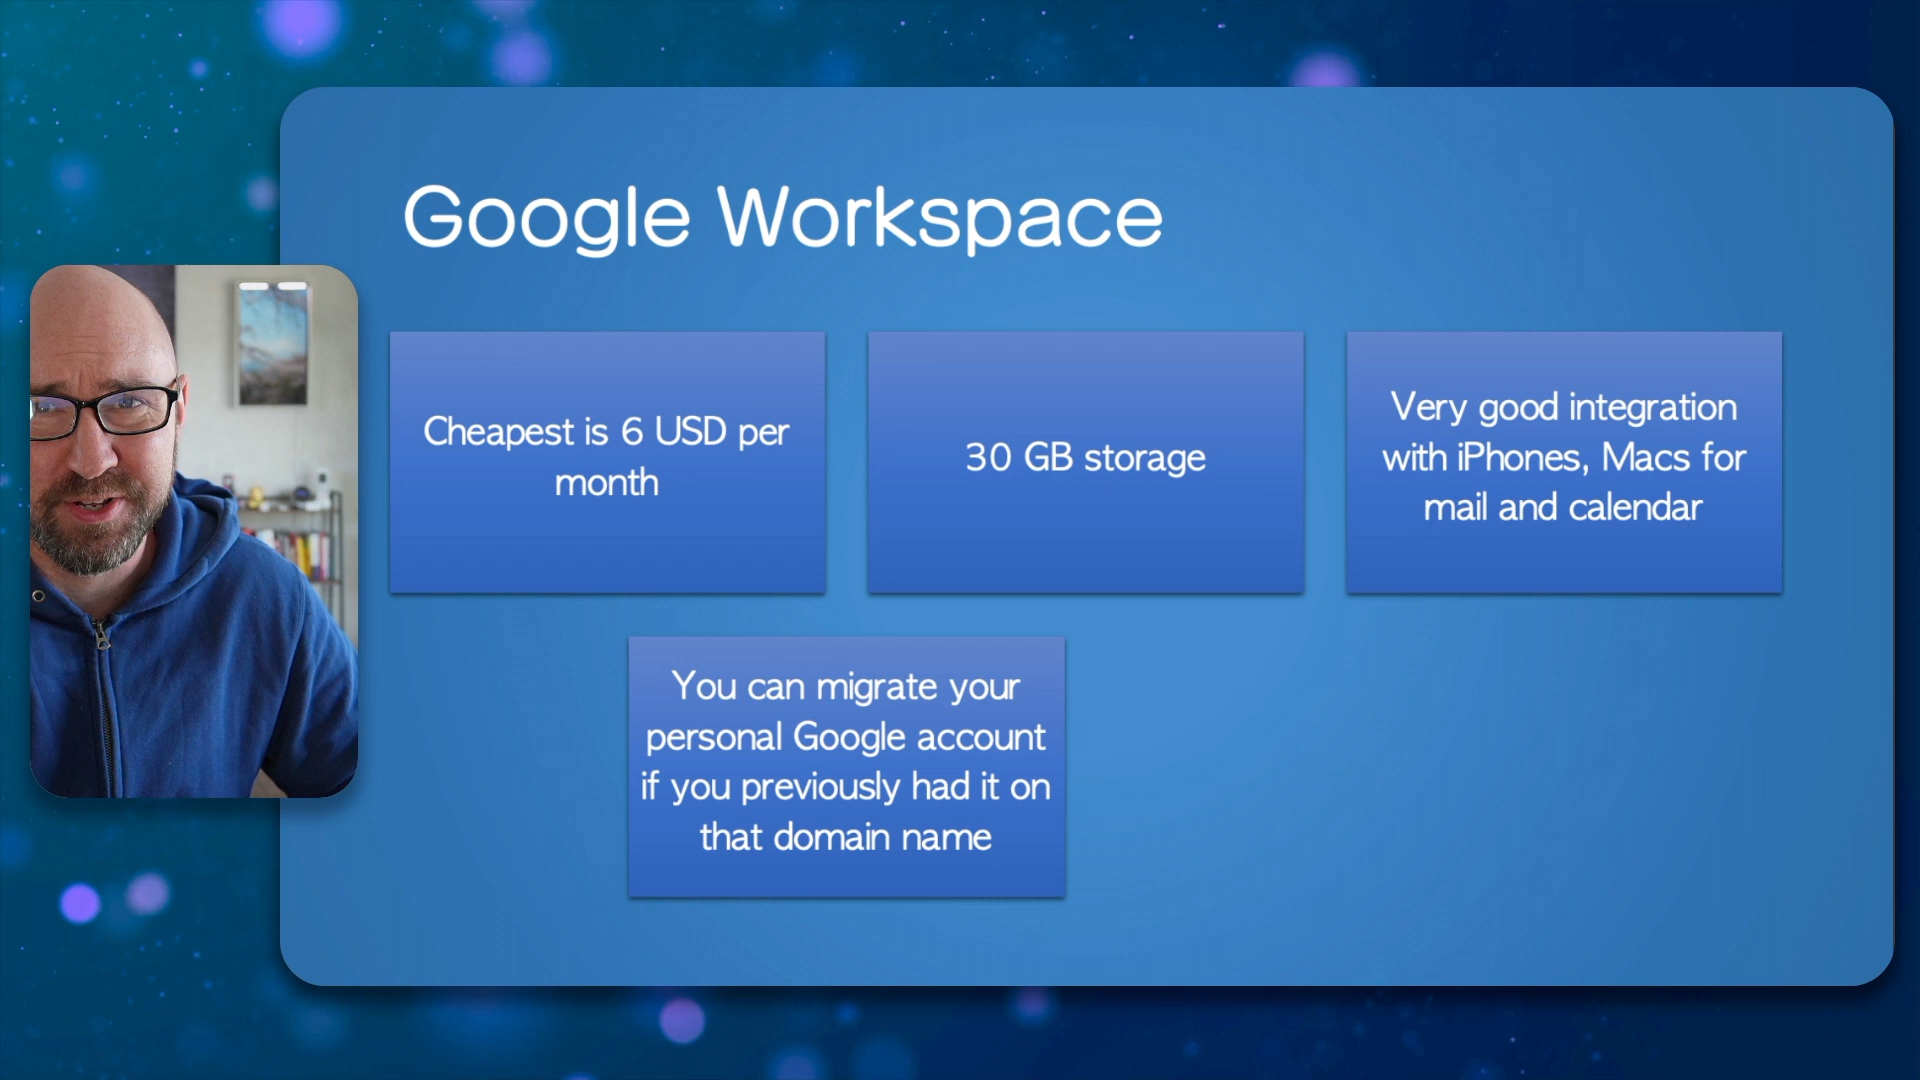 Google Workspace
Cheapest is 6 USD per
month
30 GB storage
Very good integration
with iPhones, Macs for
mail and calendar
You can migrate your
personal Google account
if you previously had it on
that domain name